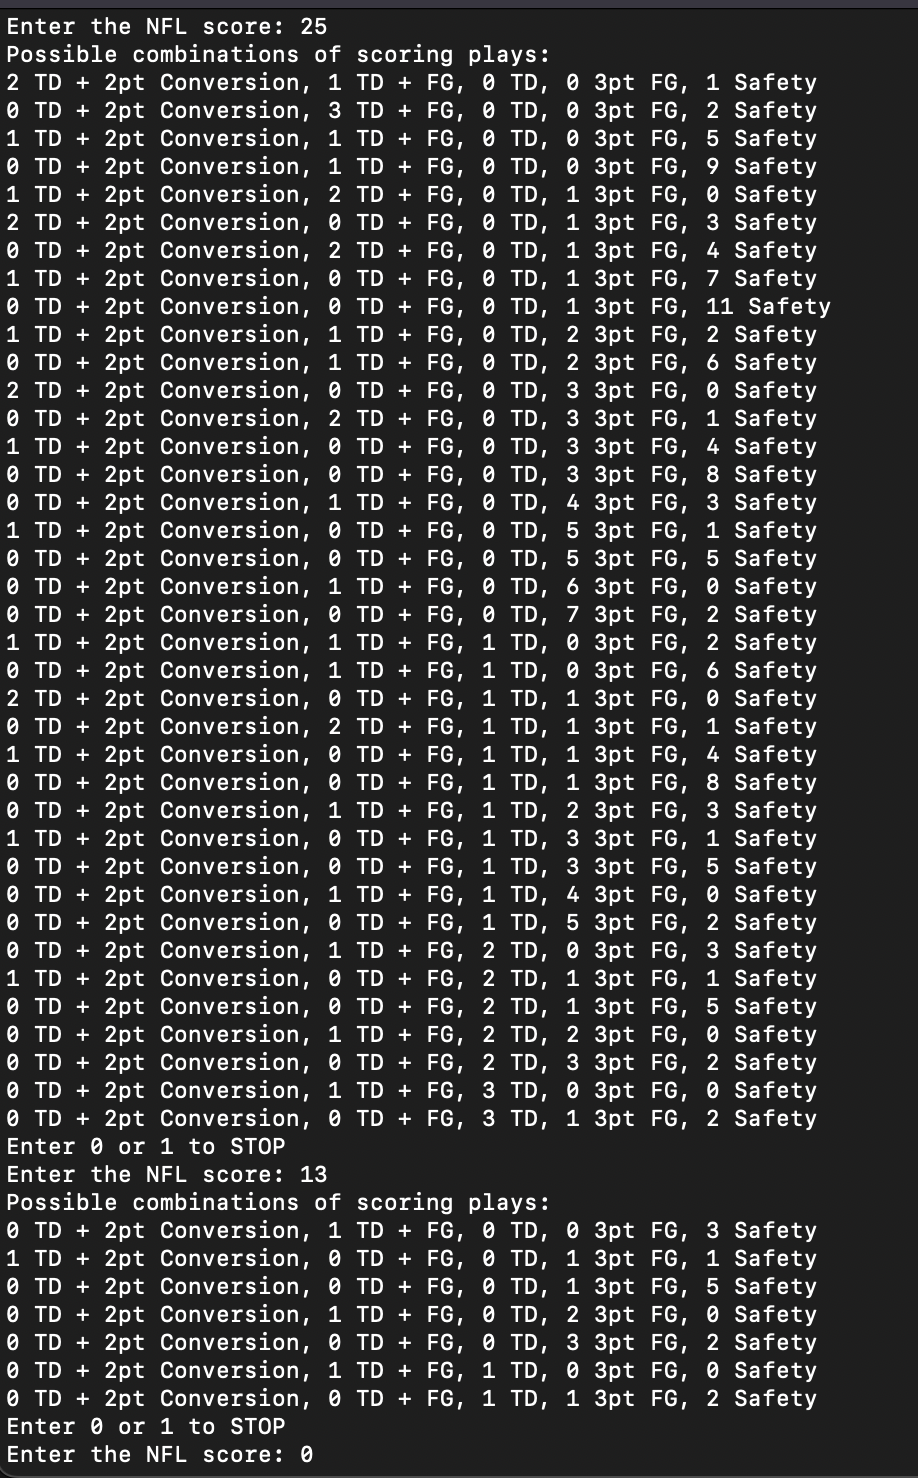 Enter the NFL score: 25
Possible combinations of scoring plays:
2 TD + 2pt Conversion, 1 TD + FG, 0 TD, 0 3pt FG, 1 Safety
0 TD + 2pt Conversion, 3 TD + FG, 0 TD, 0 3pt FG, 2 Safety
1 TD + 2pt Conversion, 1 TD + FG, 0 TD, 0 3pt FG, 5 Safety
0 TD + 2pt Conversion, 1 TD + FG, 0 TD, 0 3pt FG, 9 Safety
1 TD + 2pt Conversion, 2 TD + FG, 0 TD, 1 3pt FG, 0 Safety
2 TD + 2pt Conversion, 0 TD + FG, 0 TD, 1 3pt FG, 3 Safety
0 TD + 2pt Conversion, 2 TD + FG, 0 TD, 1 3pt FG, 4 Safety
1 TD + 2pt Conversion, 0 TD + FG, 0 TD, 1 3pt FG, 7 Safety
0 TD + 2pt Conversion, 0 TD + FG, 0 TD, 1 3pt FG, 11 Safety
1 TD + 2pt Conversion, 1 TD + FG, 0 TD, 2 3pt FG, 2 Safety
0 TD + 2pt Conversion, 1 TD + FG, 0 TD, 2 3pt FG, 6 Safety
2 TD + 2pt Conversion, 0 TD + FG, 0 TD, 3 3pt FG, 0 Safety
0 TD + 2pt Conversion, 2 TD + FG, 0 TD, 3 3pt FG, 1 Safety
1 TD + 2pt Conversion, 0 TD + FG, 0 TD, 3 3pt FG, 4 Safety
0 TD + 2pt Conversion, 0 TD + FG, 0 TD, 3 3pt FG, 8 Safety
0 TD + 2pt Conversion, 1 TD + FG, 0 TD, 4 3pt FG, 3 Safety
1 TD + 2pt Conversion, 0 TD + FG, 0 TD, 5 3pt FG, 1 Safety
0 TD + 2pt Conversion, 0 TD + FG, 0 TD, 5 3pt FG, 5 Safety
0 TD + 2pt Conversion, 1 TD + FG, 0 TD, 6 3pt FG, 0 Safety
0 TD + 2pt Conversion, 0 TD + FG, 0 TD, 7 3pt FG, 2 Safety
1 TD + 2pt Conversion, 1 TD + FG, 1 TD, 0 3pt FG, 2 Safety
0 TD + 2pt Conversion, 1 TD + FG, 1 TD, 0 3pt FG, 6 Safety
2 TD + 2pt Conversion, 0 TD + FG, 1 TD, 1 3pt FG, 0 Safety
0 TD + 2pt Conversion, 2 TD + FG, 1 TD, 1 3pt FG, 1 Safety
1 TD + 2pt Conversion, 0 TD + FG, 1 TD, 1 3pt FG, 4 Safety
0 TD + 2pt Conversion, 0 TD + FG, 1 TD, 1 3pt FG, 8 Safety
0 TD + 2pt Conversion, 1 TD + FG, 1 TD, 2 3pt FG, 3 Safety
1 TD + 2pt Conversion, 0 TD + FG, 1 TD, 3 3pt FG, 1 Safety
0 TD + 2pt Conversion, 0 TD + FG, 1 TD, 3 3pt FG, 5 Safety
0 TD + 2pt Conversion, 1 TD + FG, 1 TD, 4 3pt FG, 0 Safety
0 TD + 2pt Conversion, 0 TD + FG, 1 TD, 5 3pt FG, 2 Safety
0 TD + 2pt Conversion, 1 TD + FG, 2 TD, 0 3pt FG, 3 Safety
1 TD + 2pt Conversion, 0 TD + FG, 2 TD, 1 3pt FG, 1 Safety
0 TD + 2pt Conversion, 0 TD + FG, 2 TD, 1 3pt FG, 5 Safety
0 TD + 2pt Conversion, 1 TD + FG, 2 TD, 2 3pt FG, 0 Safety
0 TD + 2pt Conversion, 0 TD + FG, 2 TD, 3 3pt FG, 2 Safety
0 TD + 2pt Conversion, 1 TD + FG, 3 TD, 0 3pt FG, 0 Safety
0 TD + 2pt Conversion, 0 TD + FG, 3 TD, 1 3pt FG, 2 Safety
Enter 0 or 1 to STOP
Enter the NFL score: 13
Possible combinations of scoring plays:
0 TD + 2pt Conversion, 1 TD + FG, 0 TD, 0 3pt FG, 3 Safety
1 TD + 2pt Conversion, 0 TD + FG, 0 TD, 1 3pt FG, 1 Safety
0 TD + 2pt Conversion, 0 TD + FG, 0 TD, 1 3pt FG, 5 Safety
0 TD + 2pt Conversion, 1 TD + FG, 0 TD, 2 3pt FG, 0 Safety
0 TD + 2pt Conversion, 0 TD + FG, 0 TD, 3 3pt FG, 2 Safety
0 TD + 2pt Conversion, 1 TD + FG, 1 TD, 0 3pt FG, 0 Safety
0 TD + 2pt Conversion, 0 TD + FG, 1 TD, 1 3pt FG, 2 Safety
Enter 0 or 1 to STOP
Enter the NFL score: 0